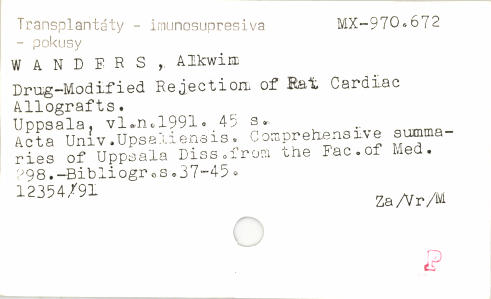 Transplantáty - imunosupresiva
MX-970.672
- pokusy
W A N D E R S , Alkwin
Drug-Modified Rejection of Rat Cardiac
Allografts.
Uppsala, vl.n.1991. 45 s.
Acta Univ.Upsaliensis. Comprehensive summa-
ries of Uppsala Diss.from the Fac.of Med.
298.-Bibliogr.s.37-45.
12354/91
Za/Vr/M
P